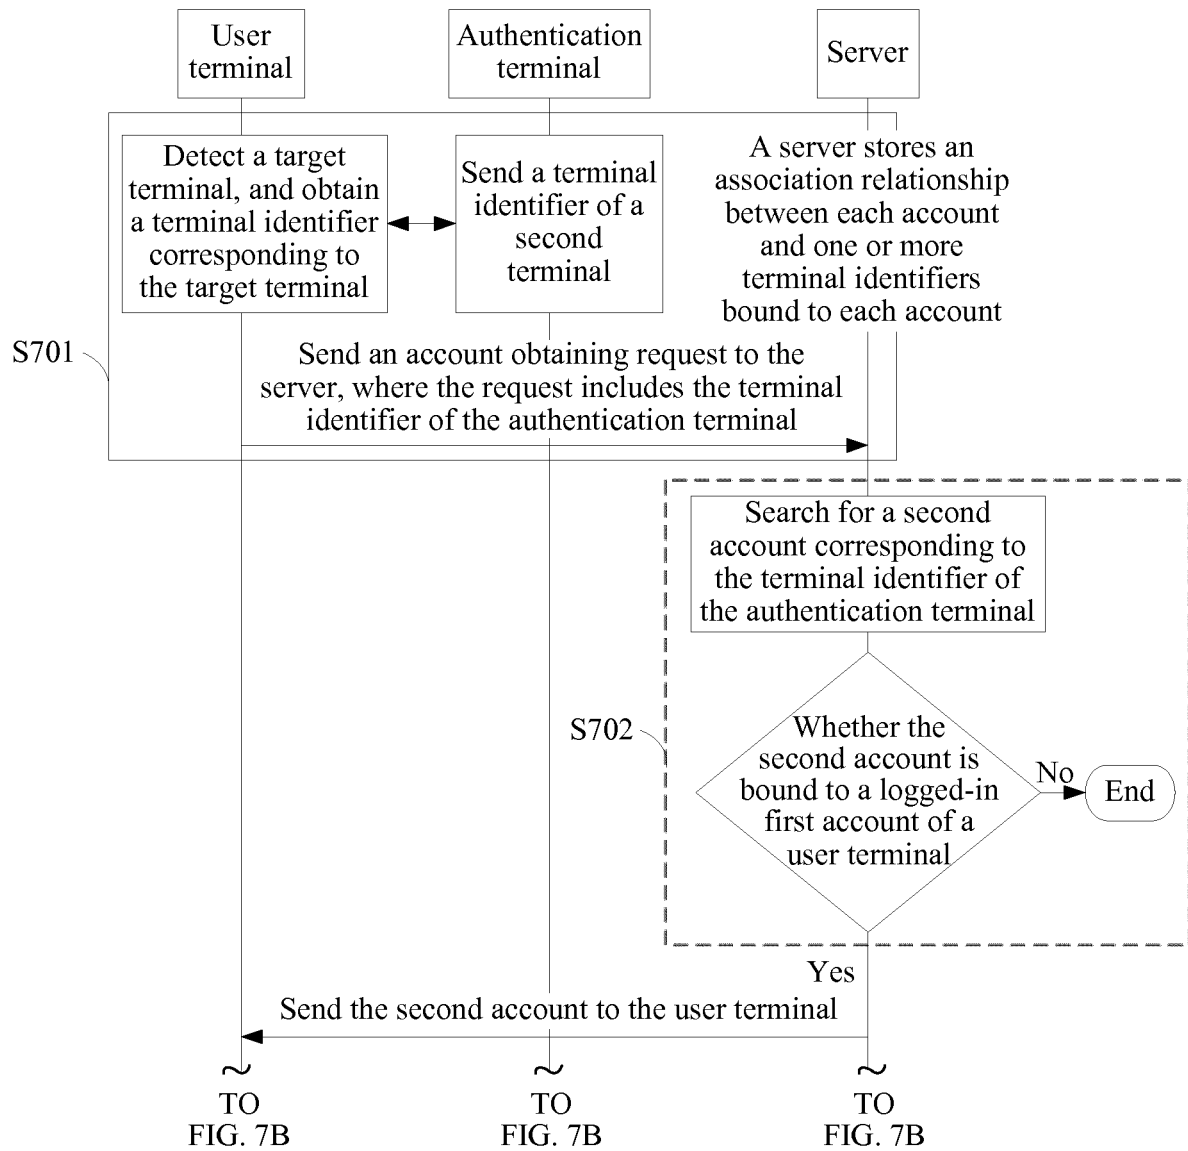 User
terminal
Authentication
terminal
Server
Detect a target
terminal, and obtain
a terminal identifier
corresponding to
the target terminal
Send a terminal
identifier of a
second
terminal
A server stores an
association relationship
between each account
and one or more
terminal identifiers
bound to each account
S701
Send an account obtaining request to the
server, where the request includes the terminal
identifier of the authentication terminal
Search for a second
account corresponding to
the terminal identifier of
the authentication terminal
S702
Whether the
second account is
bound to a logged-in
first account of a
user terminal
No
End
Yes
Send the second account to the user terminal
TO
FIG. 7B
TO
FIG. 7B
TO
FIG. 7B